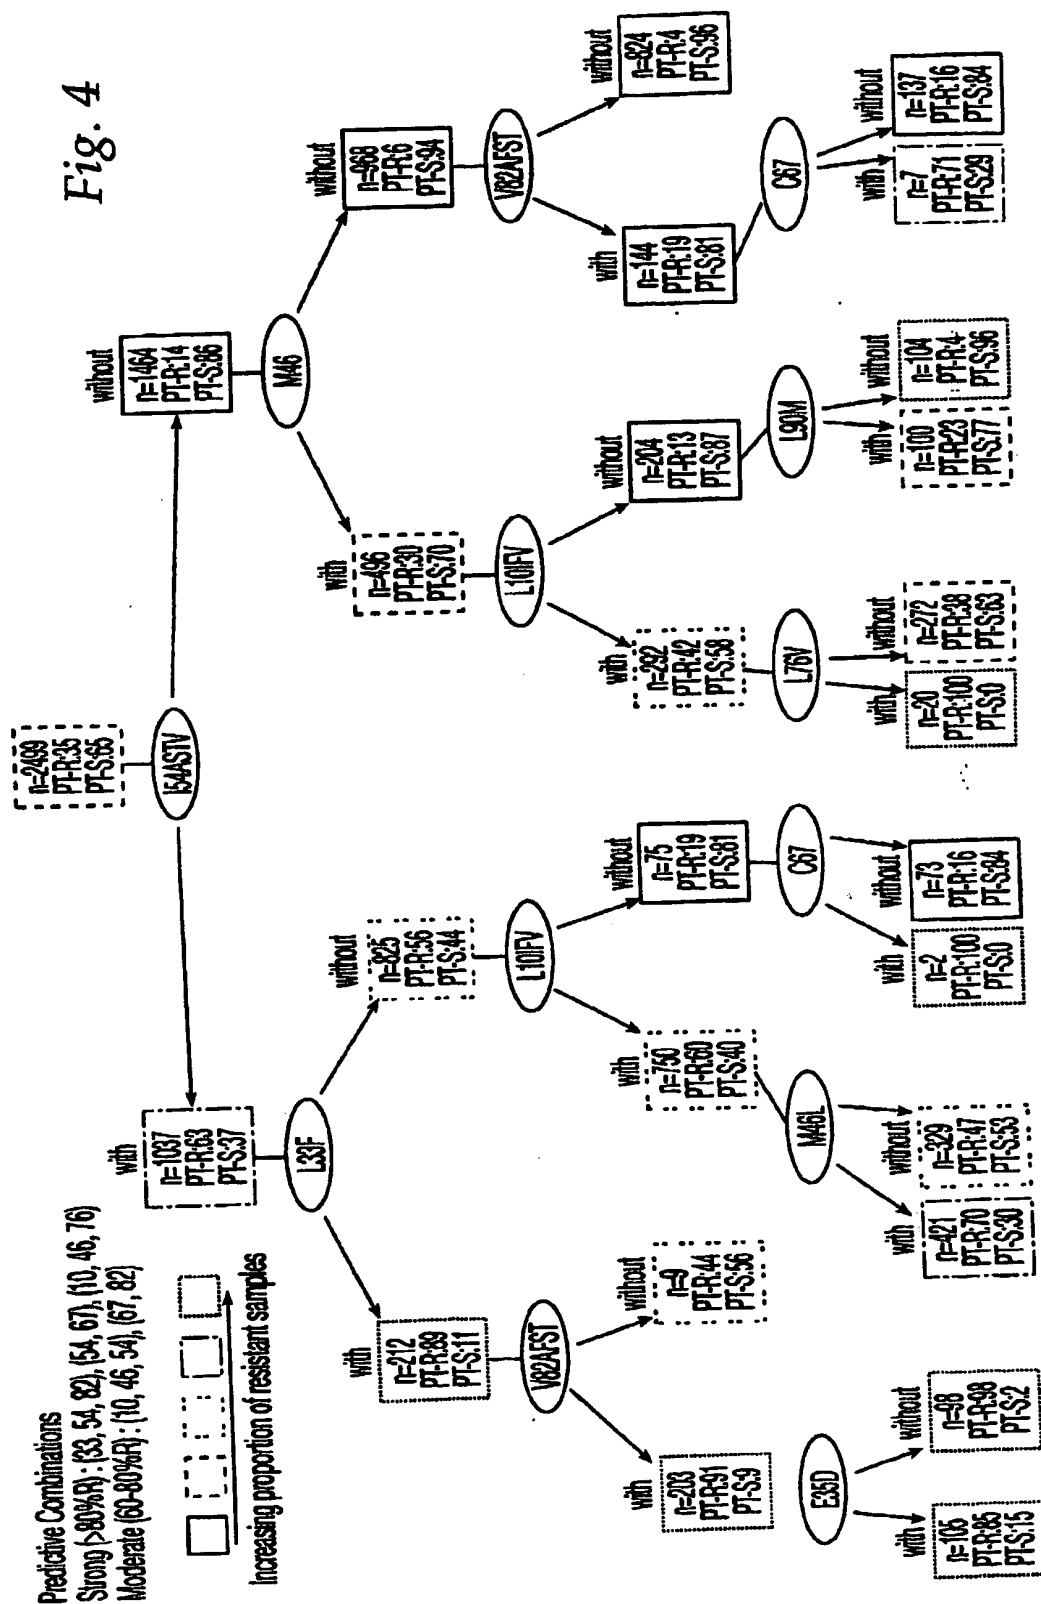 Fig. 4
Predictive Combinations
Strong (>80%R) : (33, 54, 82), (54, 67), (10, 46, 76)
Moderate (60-80%R) : (10, 46, 54), (67, 82)
Increasing proportion of resistant samples
n=2499
PT-R:35
PT-S:65
I54ASTV
with
n=1037
PT-R:63
PT-S:37
L33F
without
n=1464
PT-R:14
PT-S:86
M46
with
n=212
PT-R:89
PT-S:11
V82AFST
without
n=825
PT-R:56
PT-S:44
L10IFV
with
n=496
PT-R:30
PT-S:70
L10IFV
without
n=968
PT-R:6
PT-S:94
V82AFST
with
n=203
PT-R:91
PT-S:9
E35D
without
n=9
PT-R:44
PT-S:56
with
n=750
PT-R:60
PT-S:40
M46L
without
n=75
PT-R:19
PT-S:81
C67
with
n=292
PT-R:42
PT-S:58
L76V
without
n=204
PT-R:13
PT-S:87
L90M
with
n=144
PT-R:19
PT-S:81
C67
without
n=824
PT-R:4
PT-S:96
with
n=105
PT-R:85
PT-S:15
without
n=98
PT-R:98
PT-S:2
with
n=421
PT-R:70
PT-S:30
without
n=329
PT-R:47
PT-S:53
with
n=2
PT-R:100
PT-S:0
without
n=73
PT-R:16
PT-S:84
with
n=20
PT-R:100
PT-S:0
without
n=272
PT-R:38
PT-S:63
with
n=100
PT-R:23
PT-S:77
without
n=104
PT-R:4
PT-S:96
with
n=7
PT-R:71
PT-S:29
without
n=137
PT-R:16
PT-S:84